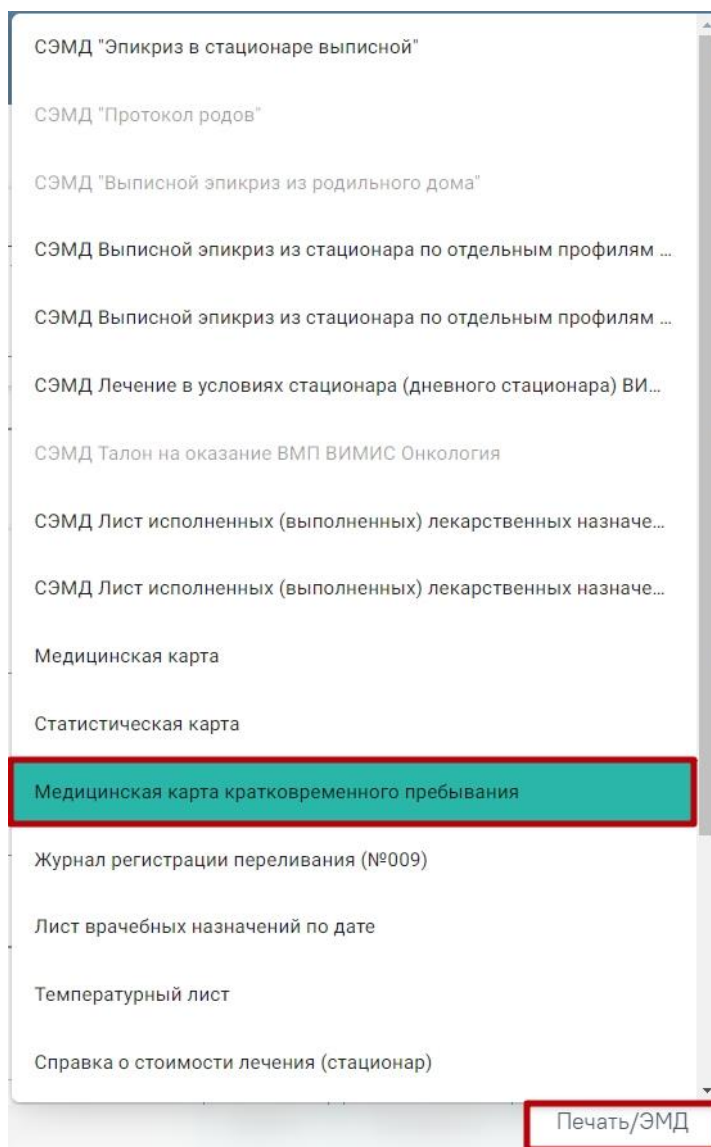 СЭМД "Эпикриз в стационаре выписной"
СЭМД "Протокол родов"
СЭМД "Выписной эпикриз из родильного дома"
СЭМД Выписной эпикриз из стационара по отдельным профилям ...
СЭМД Выписной эпикриз из стационара по отдельным профилям ...
СЭМД Лечение в условиях стационара (дневного стационара) ВИ...
СЭМД Талон на оказание ВМП ВИМИС Онкология
СЭМД Лист исполненных (выполненных) лекарственных назначе...
СЭМД Лист исполненных (выполненных) лекарственных назначе...
Медицинская карта
Статистическая карта
Медицинская карта кратковременного пребывания
Журнал регистрации переливания (№009)
Лист врачебных назначений по дате
Температурный лист
Справка о стоимости лечения (стационар)
Печать/ЭМД